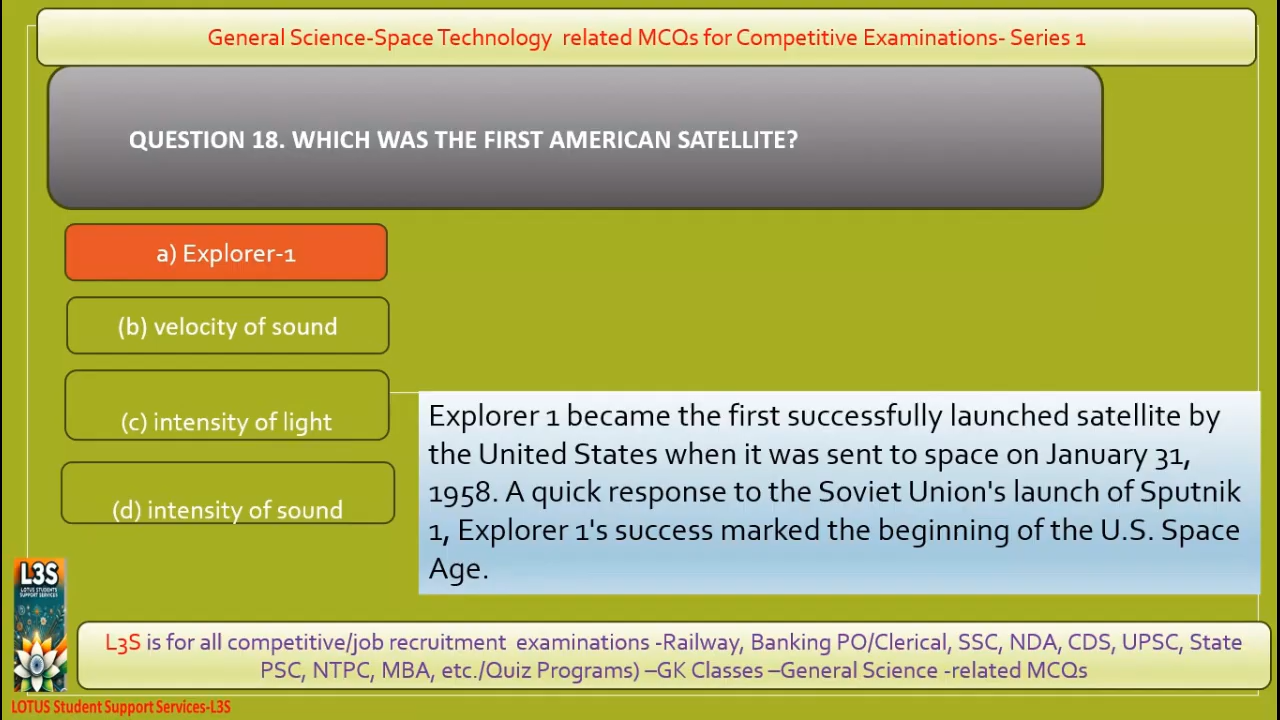 General Science-Space Technology related MCQs for Competitive Examinations- Series 1
QUESTION 18. WHICH WAS THE FIRST AMERICAN SATELLITE?
a) Explorer-1
(b) velocity of sound
(c) intensity of light
(d) intensity of sound
Explorer 1 became the first successfully launched satellite by
the United States when it was sent to space on January 31,
1958. A quick response to the Soviet Union's launch of Sputnik
1, Explorer 1's success marked the beginning of the U.S. Space
Age.
L3S
LOTUS STUDENTS
SUPPORT SERVICES
L3S is for all competitive/job recruitment examinations -Railway, Banking PO/Clerical, SSC, NDA, CDS, UPSC, State
PSC, NTPC, MBA, etc./Quiz Programs) –GK Classes –General Science -related MCQs
LOTUS Student Support Services-L3S